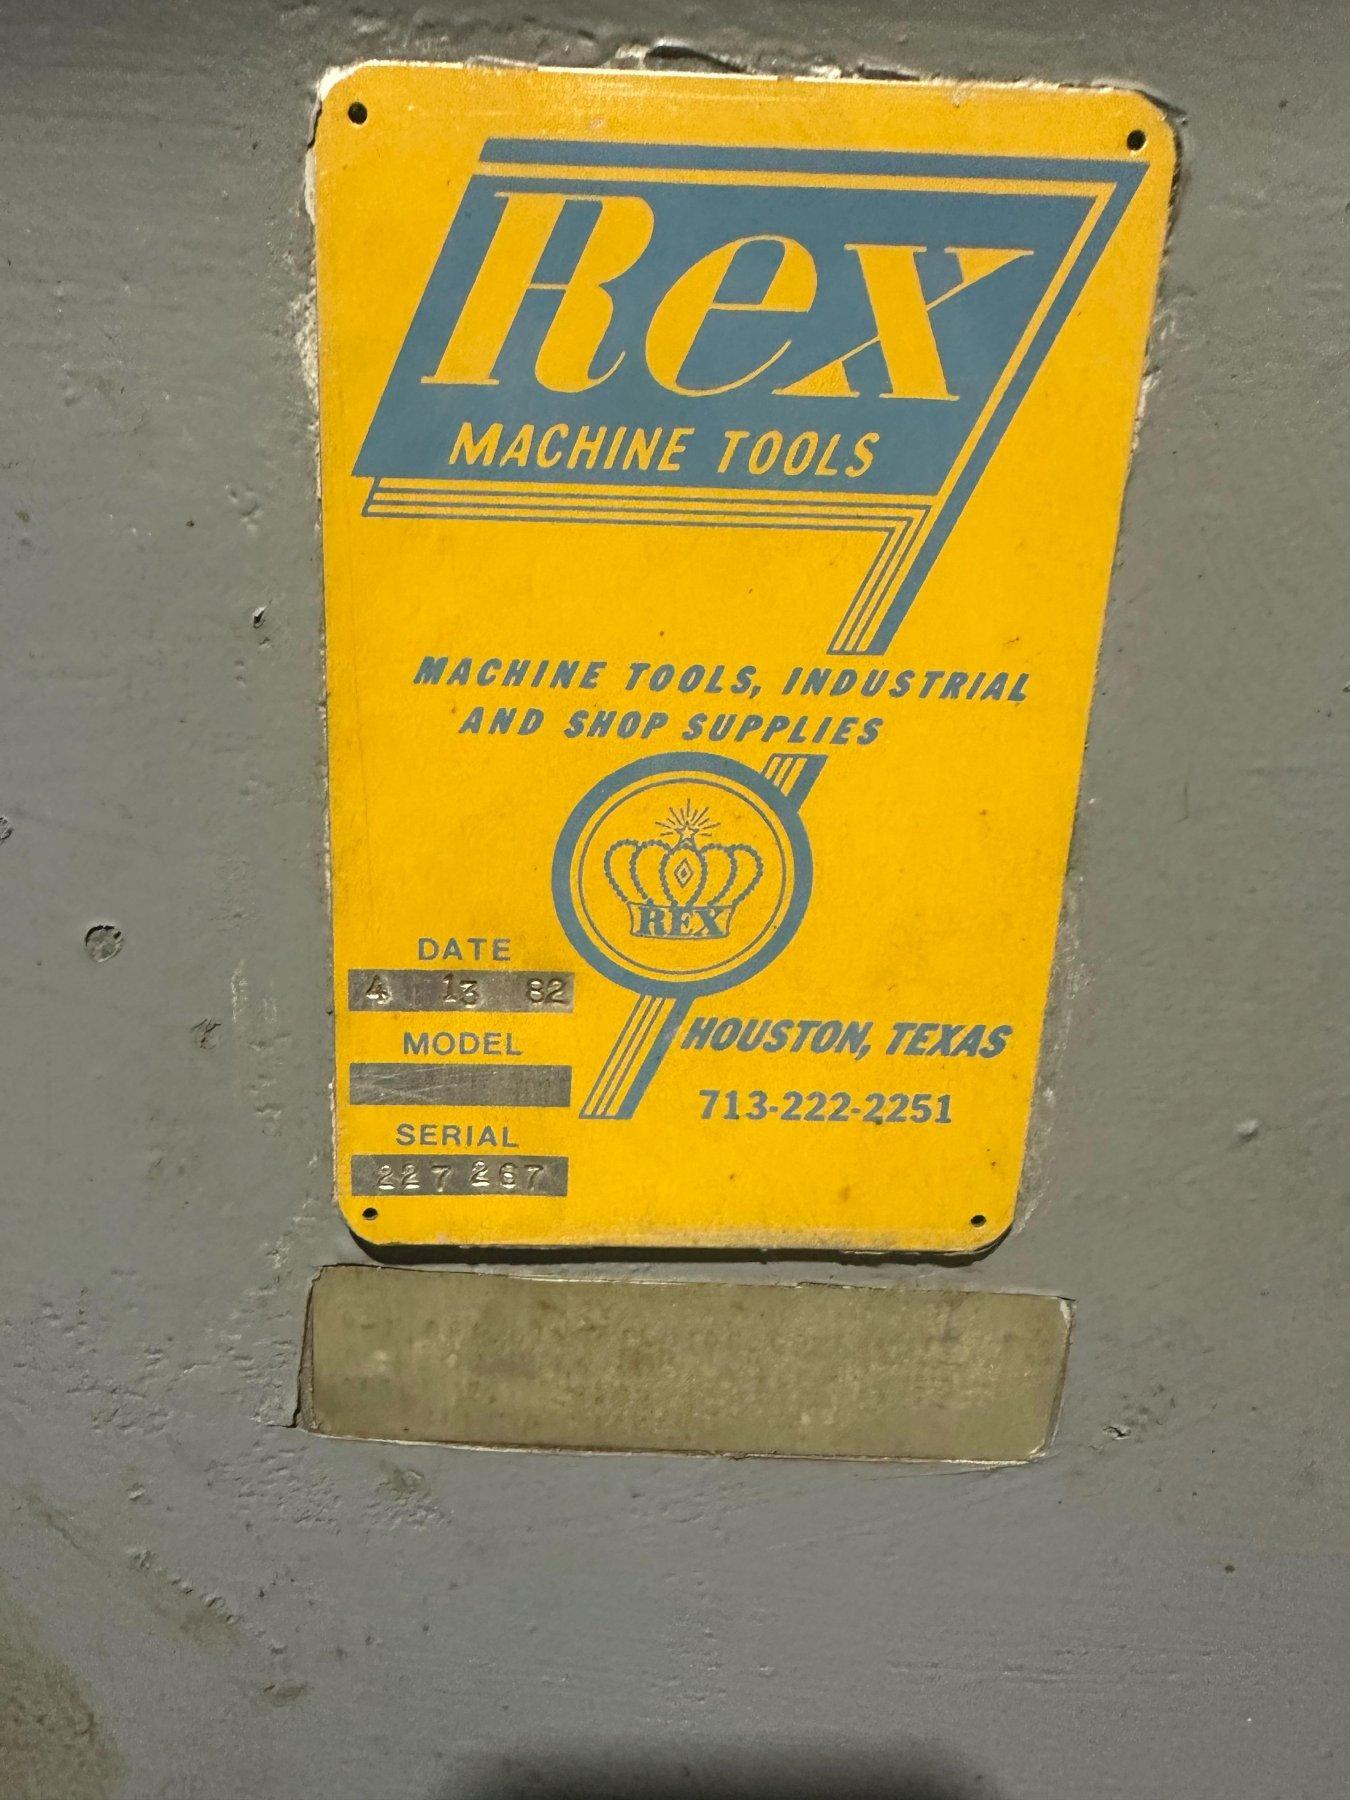 Rex
MACHINE TOOLS
MACHINE TOOLS, INDUSTRIAL
AND SHOP SUPPLIES
REX
DATE
4 13 82
MODEL
SERIAL
227 267
HOUSTON, TEXAS
713-222-2251